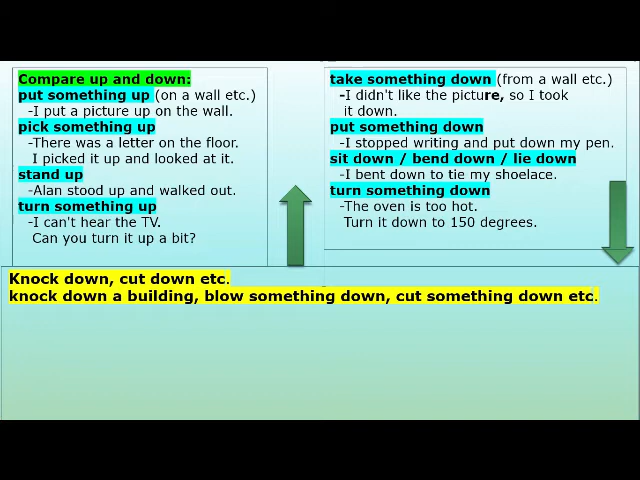 Compare up and down:
put something up (on a wall etc.)
-I put a picture up on the wall.
pick something up
-There was a letter on the floor.
I picked it up and looked at it.
stand up
-Alan stood up and walked out.
turn something up
-I can't hear the TV.
Can you turn it up a bit?
take something down (from a wall etc.)
-I didn't like the picture, so I took
it down.
put something down
-I stopped writing and put down my pen.
sit down / bend down / lie down
-I bent down to tie my shoelace.
turn something down
-The oven is too hot.
Turn it down to 150 degrees.
Knock down, cut down etc.
knock down a building, blow something down, cut something down etc.